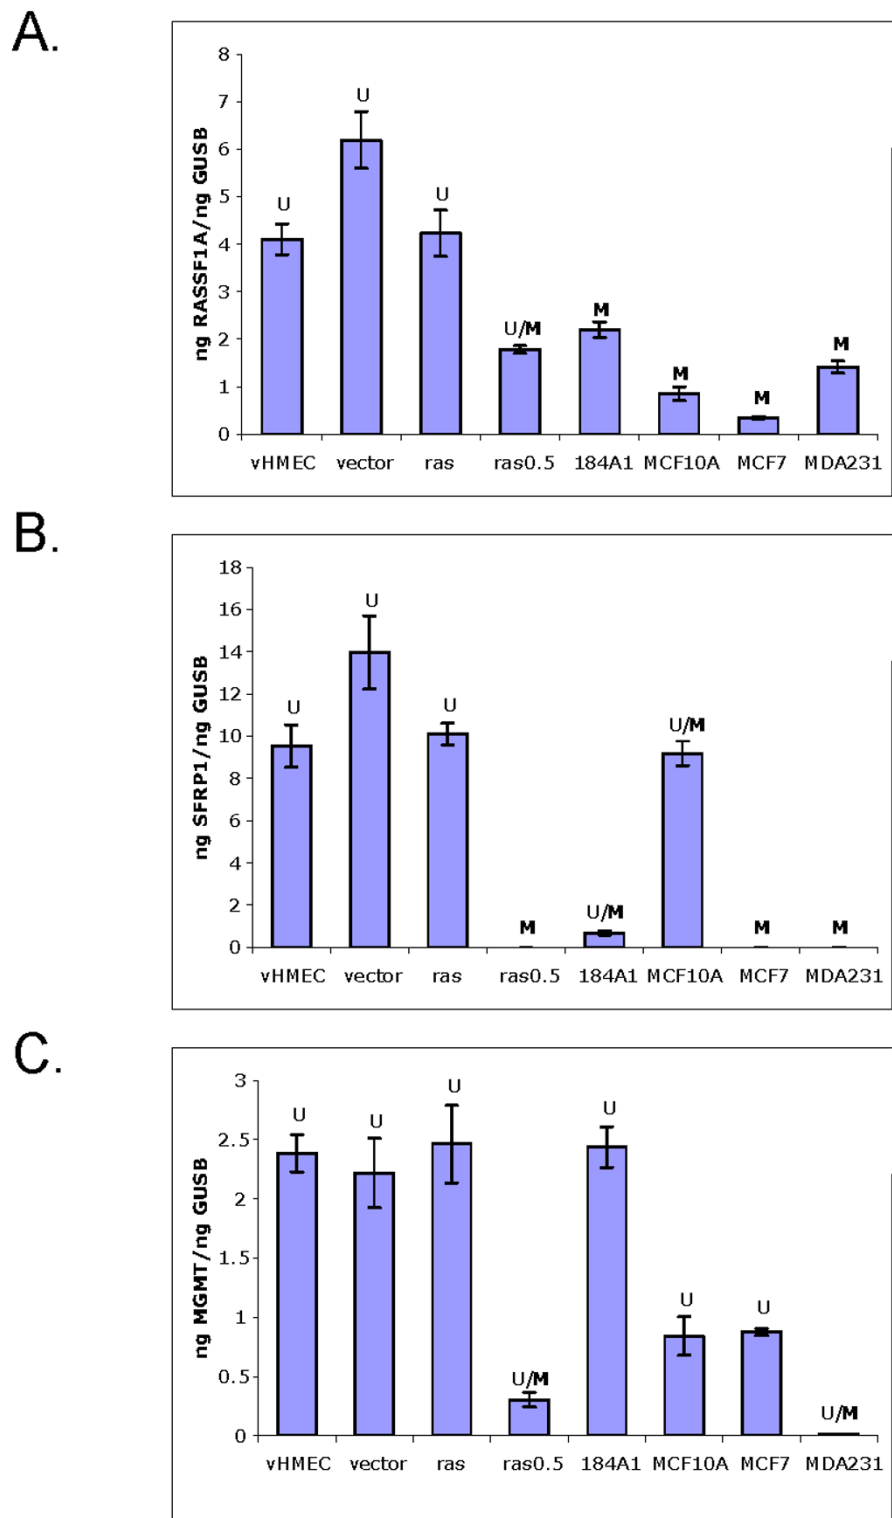 A.
ng RASSF1A/ng GUSB
8
7
6
5
4
3
2
1
0
U
U
U
U/M
M
M
M
M
vHMEC vector ras ras0.5 184A1 MCF10A MCF7 MDA231
B.
ng SFRP1/ng GUSB
18
16
14
12
10
8
6
4
2
0
U
U
U
M
U/M
U/M
M
M
vHMEC vector ras ras0.5 184A1 MCF10A MCF7 MDA231
C.
ng MGMT/ng GUSB
3
2.5
2
1.5
1
0.5
0
U
U
U
U/M
U
U
U
U/M
vHMEC vector ras ras0.5 184A1 MCF10A MCF7 MDA231